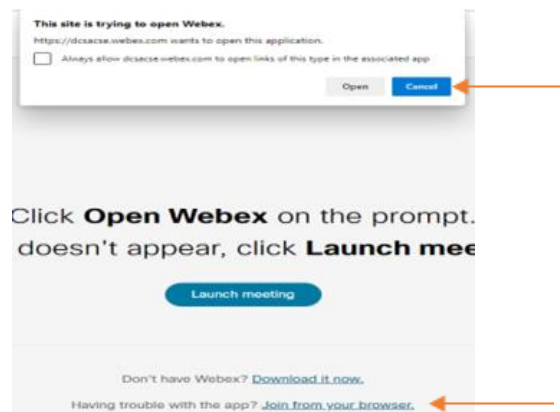 This site is trying to open Webex.
https://dcsacse.webex.com wants to open this application.
Always allow dcsacse.webex.com to open links of this type in the associated app
Open Cancel
Click Open Webex on the prompt.
doesn't appear, click Launch mee
Launch meeting
Don't have Webex? Download it now.
Having trouble with the app? Join from your browser.